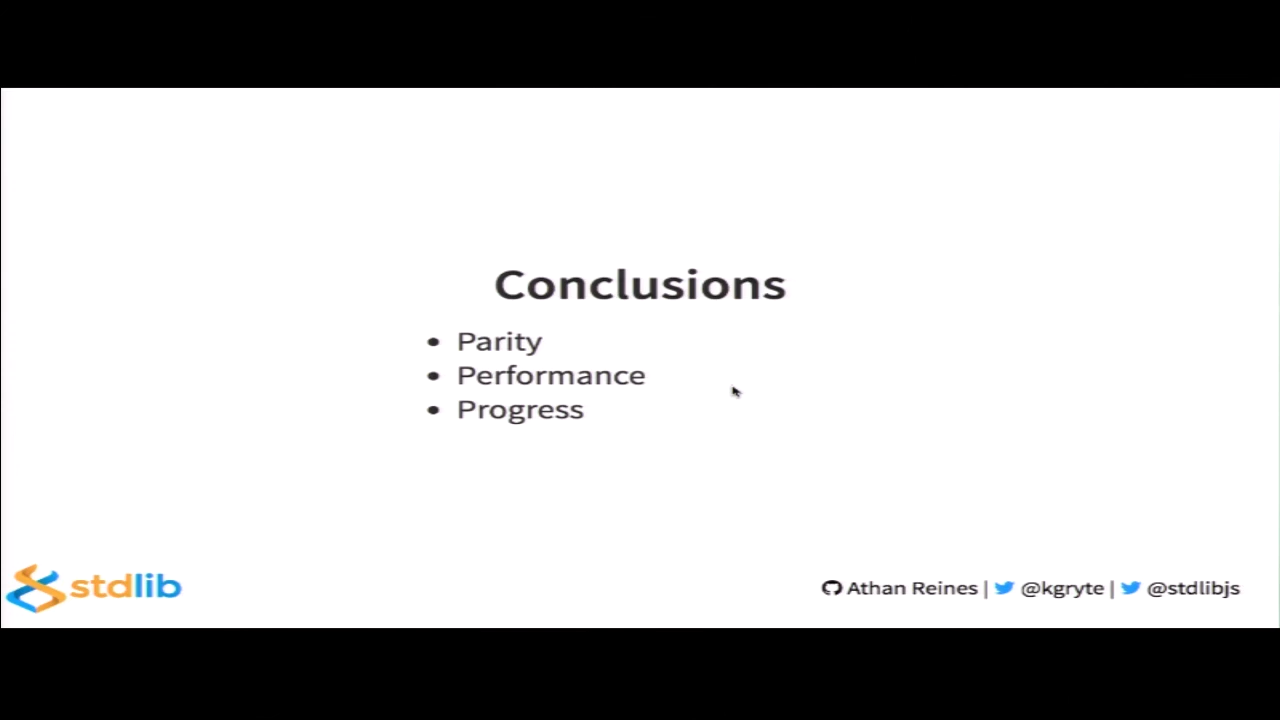 Conclusions
• Parity
• Performance
• Progress
stdlib
Athan Reines | @kgryte | @stdlibjs